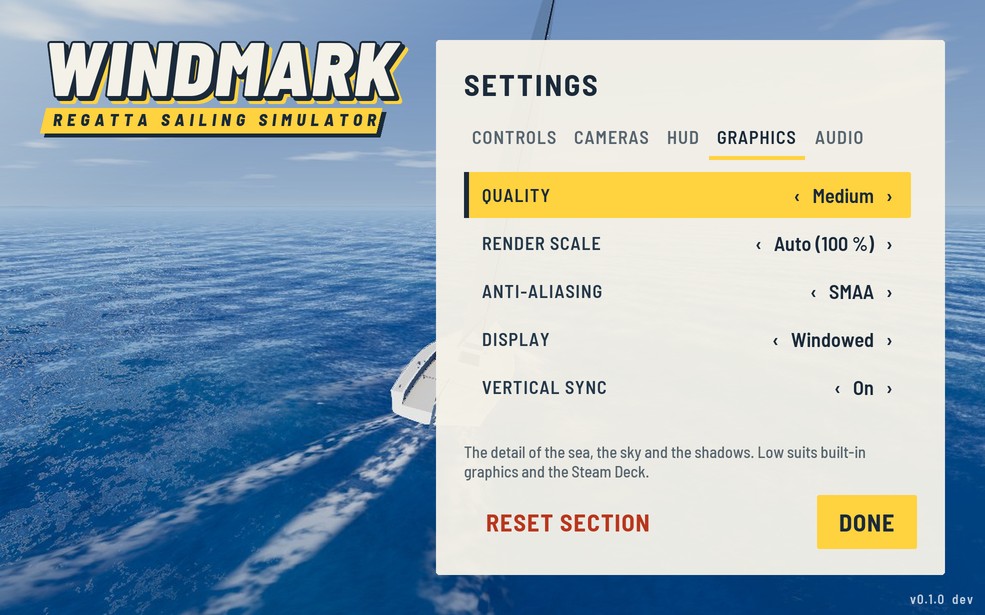 WINDMARK
REGATTA SAILING SIMULATOR
SETTINGS
CONTROLS CAMERAS HUD GRAPHICS AUDIO
QUALITY ‹ Medium ›
RENDER SCALE ‹ Auto (100 %) ›
ANTI-ALIASING ‹ SMAA ›
DISPLAY ‹ Windowed ›
VERTICAL SYNC ‹ On ›
The detail of the sea, the sky and the shadows. Low suits built-in
graphics and the Steam Deck.
RESET SECTION DONE
v0.1.0 dev